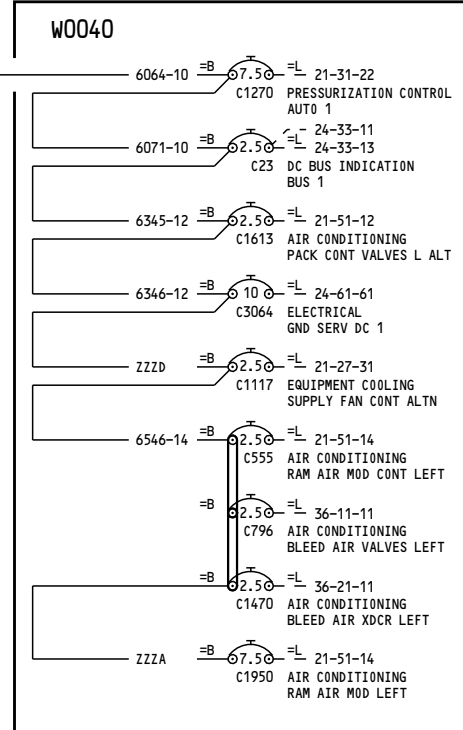 W0040
6064-10 =B 7.5 =L 21-31-22
C1270 PRESSURIZATION CONTROL
AUTO 1
24-33-11
6071-10 =B 2.5 =L 24-33-13
C23 DC BUS INDICATION
BUS 1
6345-12 =B 2.5 =L 21-51-12
C1613 AIR CONDITIONING
PACK CONT VALVES L ALT
6346-12 =B 10 =L 24-61-61
C3064 ELECTRICAL
GND SERV DC 1
ZZZD =B 2.5 =L 21-27-31
C1117 EQUIPMENT COOLING
SUPPLY FAN CONT ALTN
6546-14 =B 2.5 =L 21-51-14
C555 AIR CONDITIONING
RAM AIR MOD CONT LEFT
=B 2.5 =L 36-11-11
C796 AIR CONDITIONING
BLEED AIR VALVES LEFT
=B 2.5 =L 36-21-11
C1470 AIR CONDITIONING
BLEED AIR XDCR LEFT
ZZZA =B 7.5 =L 21-51-14
C1950 AIR CONDITIONING
RAM AIR MOD LEFT